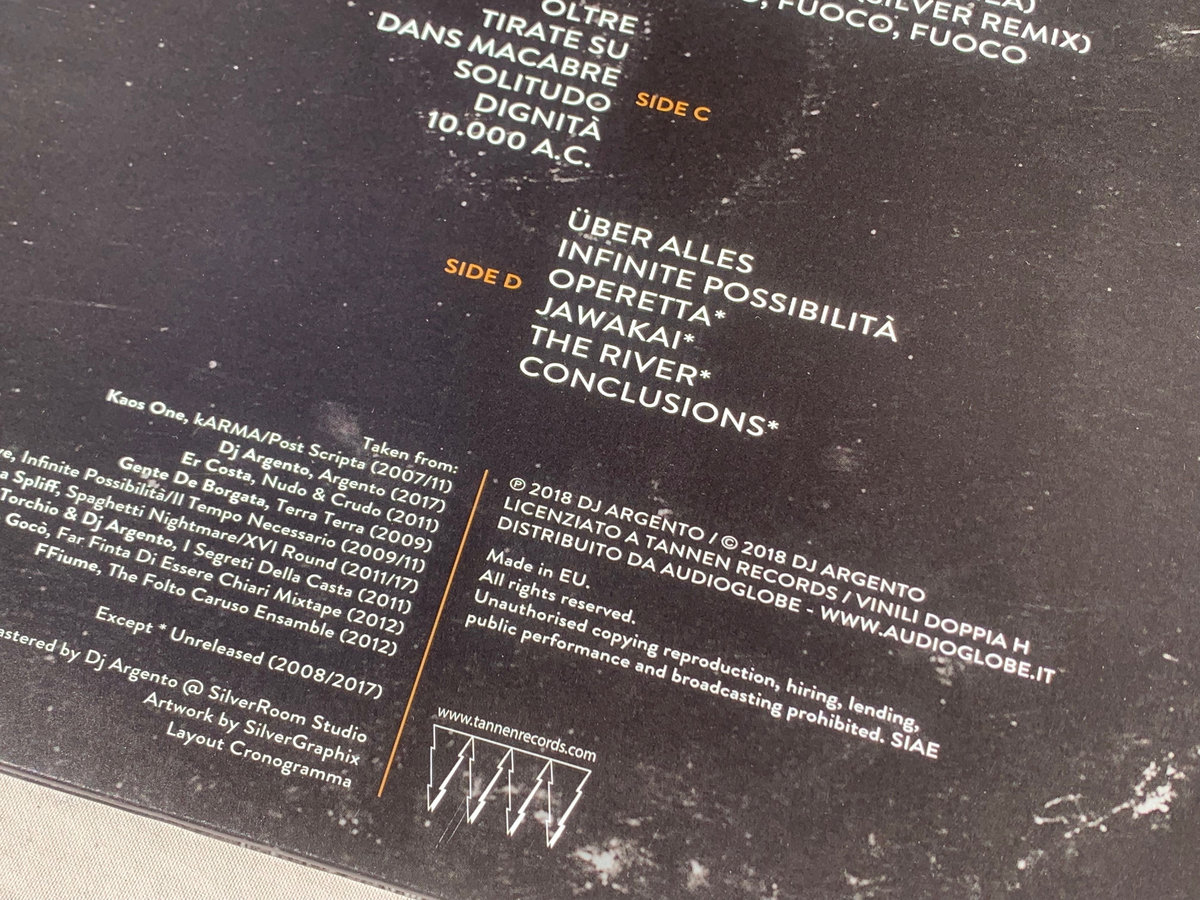 SILVER REMIX)
FUOCO, FUOCO
OLTRE
TIRATE SU
DANS MACABRE
SOLITUDO
DIGNITÀ
10.000 A.C.
SIDE C
SIDE D
ÜBER ALLES
INFINITE POSSIBILITÀ
OPERETTA*
JAWAKAI*
THE RIVER*
CONCLUSIONS*
Taken from:
Kaos One, kARMA/Post Scripta (2007/11)
Dj Argento, Argento (2017)
Er Costa, Nudo & Crudo (2011)
Gente De Borgata, Terra Terra (2009)
Infinite Possibilità/Il Tempo Necessario (2009/11)
Spliff, Spaghetti Nightmare/XVI Round (2011/17)
Torchio & Dj Argento, I Segreti Della Casta (2011)
Gocò, Far Finta Di Essere Chiari Mixtape (2012)
FFiume, The Folto Caruso Ensamble (2012)
Except * Unreleased (2008/2017)
by Dj Argento @ SilverRoom Studio
Artwork by SilverGraphix
Layout Cronogramma
℗ 2018 DJ ARGENTO / © 2018 DJ ARGENTO
LICENZIATO A TANNEN RECORDS / VINILI DOPPIA H
DISTRIBUITO DA AUDIOGLOBE - WWW.AUDIOGLOBE.IT
Made in EU.
All rights reserved.
Unauthorised copying reproduction, hiring, lending,
public performance and broadcasting prohibited. SIAE
www.tannenrecords.com